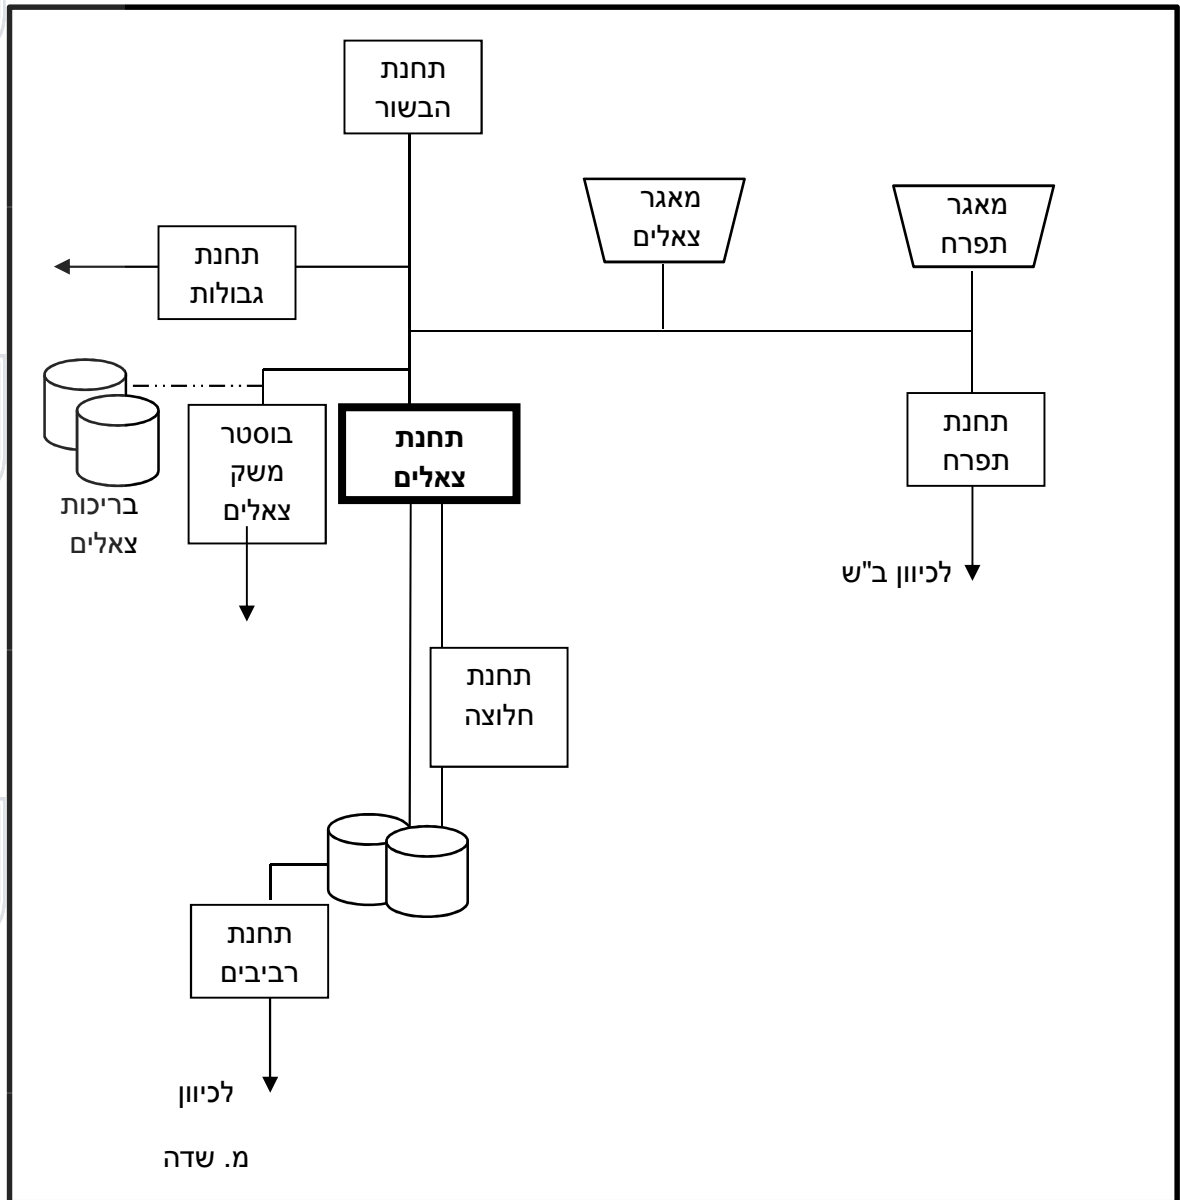 תחנת
הבשור
מאגר
צאלים
מאגר
תפרח
תחנת
גבולות
בוסטר
משק
צאלים
תחנת
צאלים
תחנת
תפרח
בריכות
צאלים
לכיוון ב"ש
תחנת
חלוצה
תחנת
רביבים
לכיוון
מ. שדה